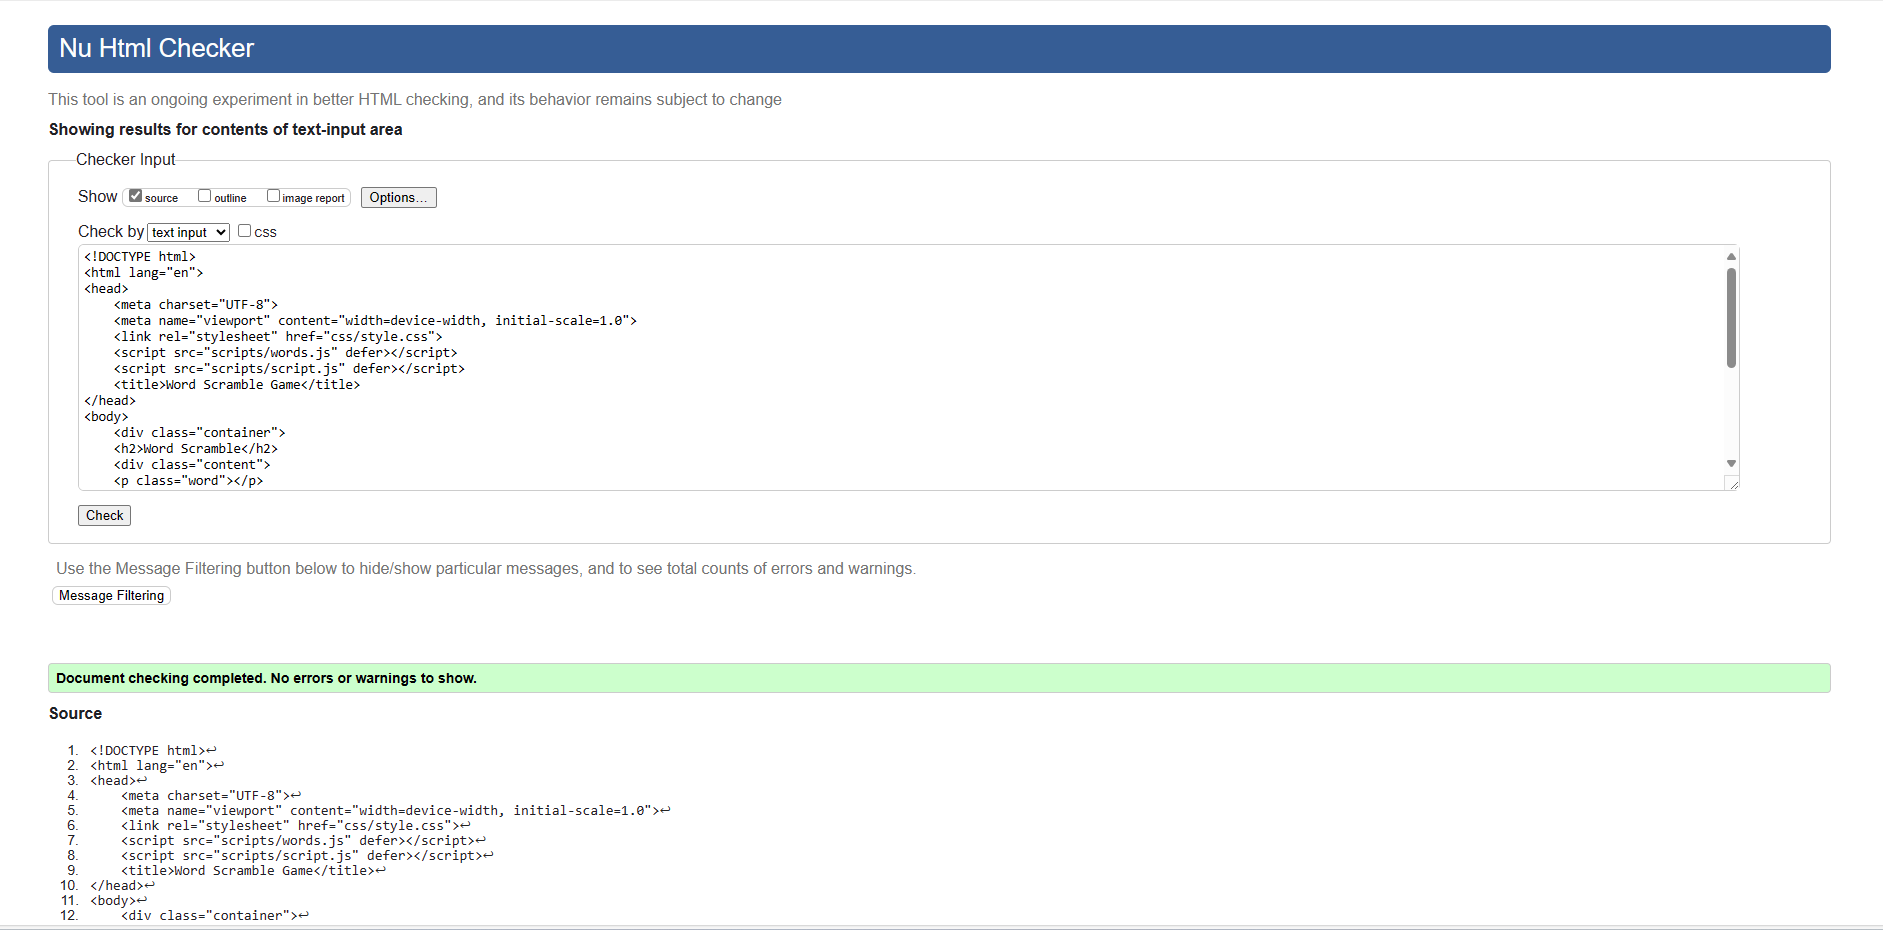 Nu Html Checker
This tool is an ongoing experiment in better HTML checking, and its behavior remains subject to change
Showing results for contents of text-input area
Checker Input
Show source outline image report Options...
Check by text input css
<!DOCTYPE html>
<html lang="en">
<head>
    <meta charset="UTF-8">
    <meta name="viewport" content="width=device-width, initial-scale=1.0">
    <link rel="stylesheet" href="css/style.css">
    <script src="scripts/words.js" defer></script>
    <script src="scripts/script.js" defer></script>
    <title>Word Scramble Game</title>
</head>
<body>
    <div class="container">
    <h2>Word Scramble</h2>
    <div class="content">
    <p class="word"></p>
Check
Use the Message Filtering button below to hide/show particular messages, and to see total counts of errors and warnings.
Message Filtering
Document checking completed. No errors or warnings to show.
Source
1. <!DOCTYPE html>↩
2. <html lang="en">↩
3. <head>↩
4.     <meta charset="UTF-8">↩
5.     <meta name="viewport" content="width=device-width, initial-scale=1.0">↩
6.     <link rel="stylesheet" href="css/style.css">↩
7.     <script src="scripts/words.js" defer></script>↩
8.     <script src="scripts/script.js" defer></script>↩
9.     <title>Word Scramble Game</title>↩
10. </head>↩
11. <body>↩
12.     <div class="container">↩